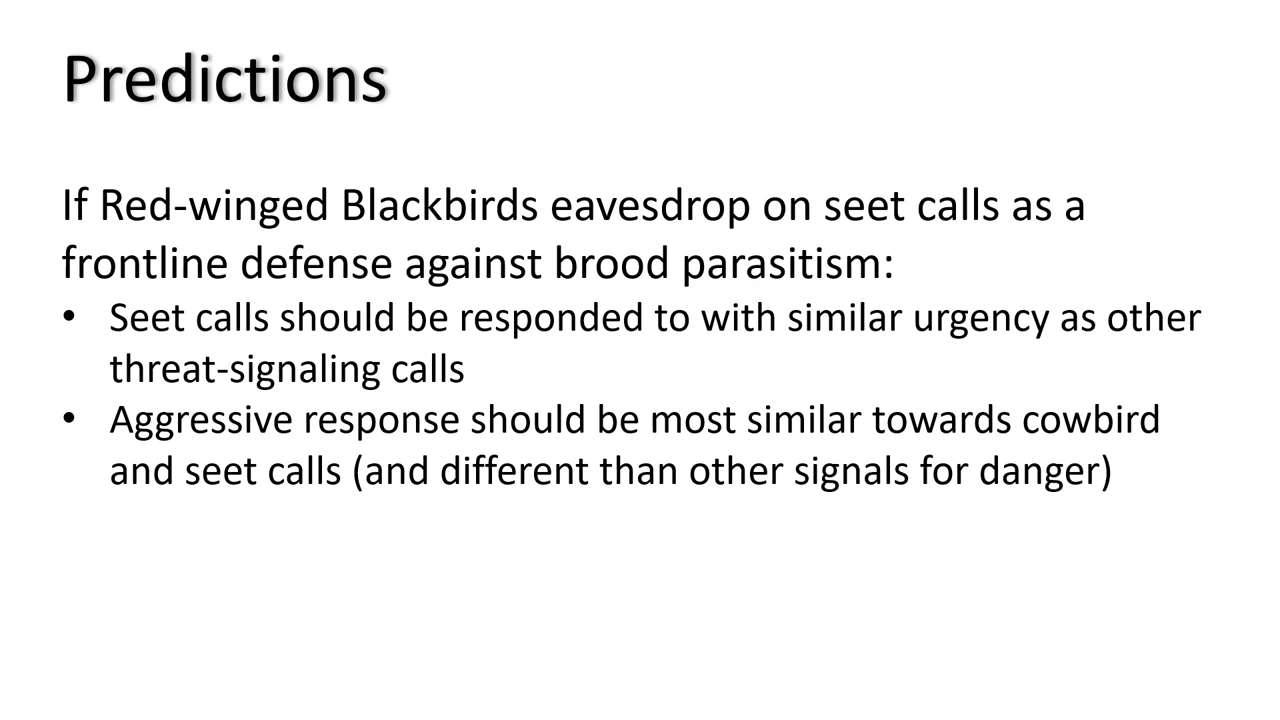 Predictions
If Red-winged Blackbirds eavesdrop on seet calls as a
frontline defense against brood parasitism:
• Seet calls should be responded to with similar urgency as other
threat-signaling calls
• Aggressive response should be most similar towards cowbird
and seet calls (and different than other signals for danger)